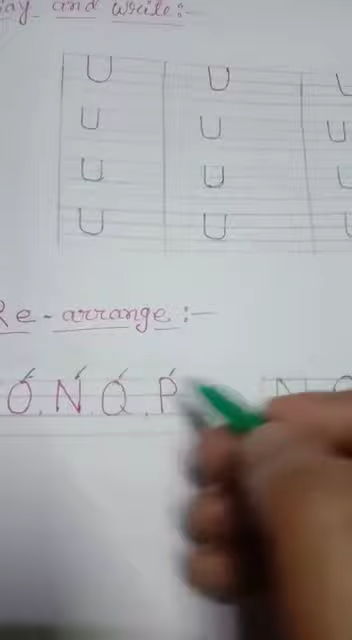 and write:-
U U
U U U
U U
U U
Re-arrange:-
O, N, Q, P N